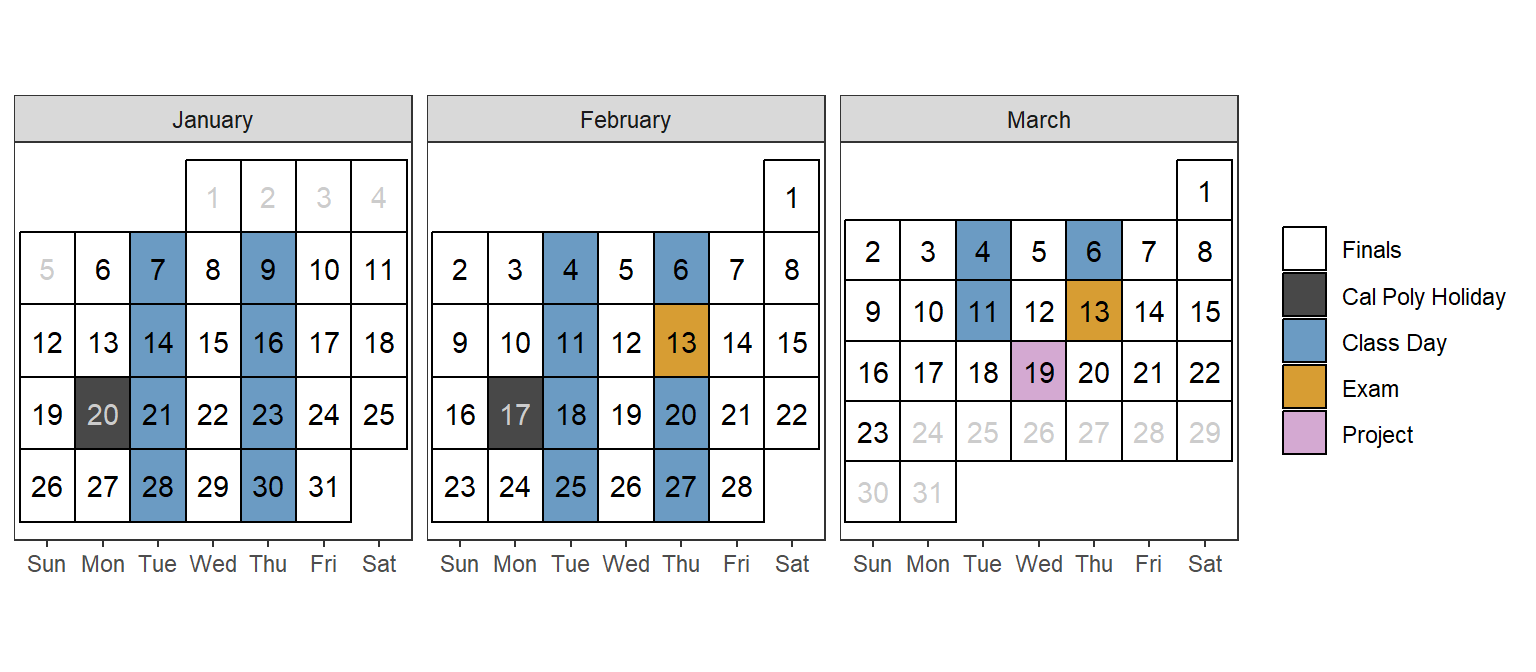 January
1 2 3 4
5 6 7 8 9 10 11
12 13 14 15 16 17 18
19 20 21 22 23 24 25
26 27 28 29 30 31
Sun Mon Tue Wed Thu Fri Sat
February
1
2 3 4 5 6 7 8
9 10 11 12 13 14 15
16 17 18 19 20 21 22
23 24 25 26 27 28
Sun Mon Tue Wed Thu Fri Sat
March
1
2 3 4 5 6 7 8
9 10 11 12 13 14 15
16 17 18 19 20 21 22
23 24 25 26 27 28 29
30 31
Sun Mon Tue Wed Thu Fri Sat
Finals
Cal Poly Holiday
Class Day
Exam
Project